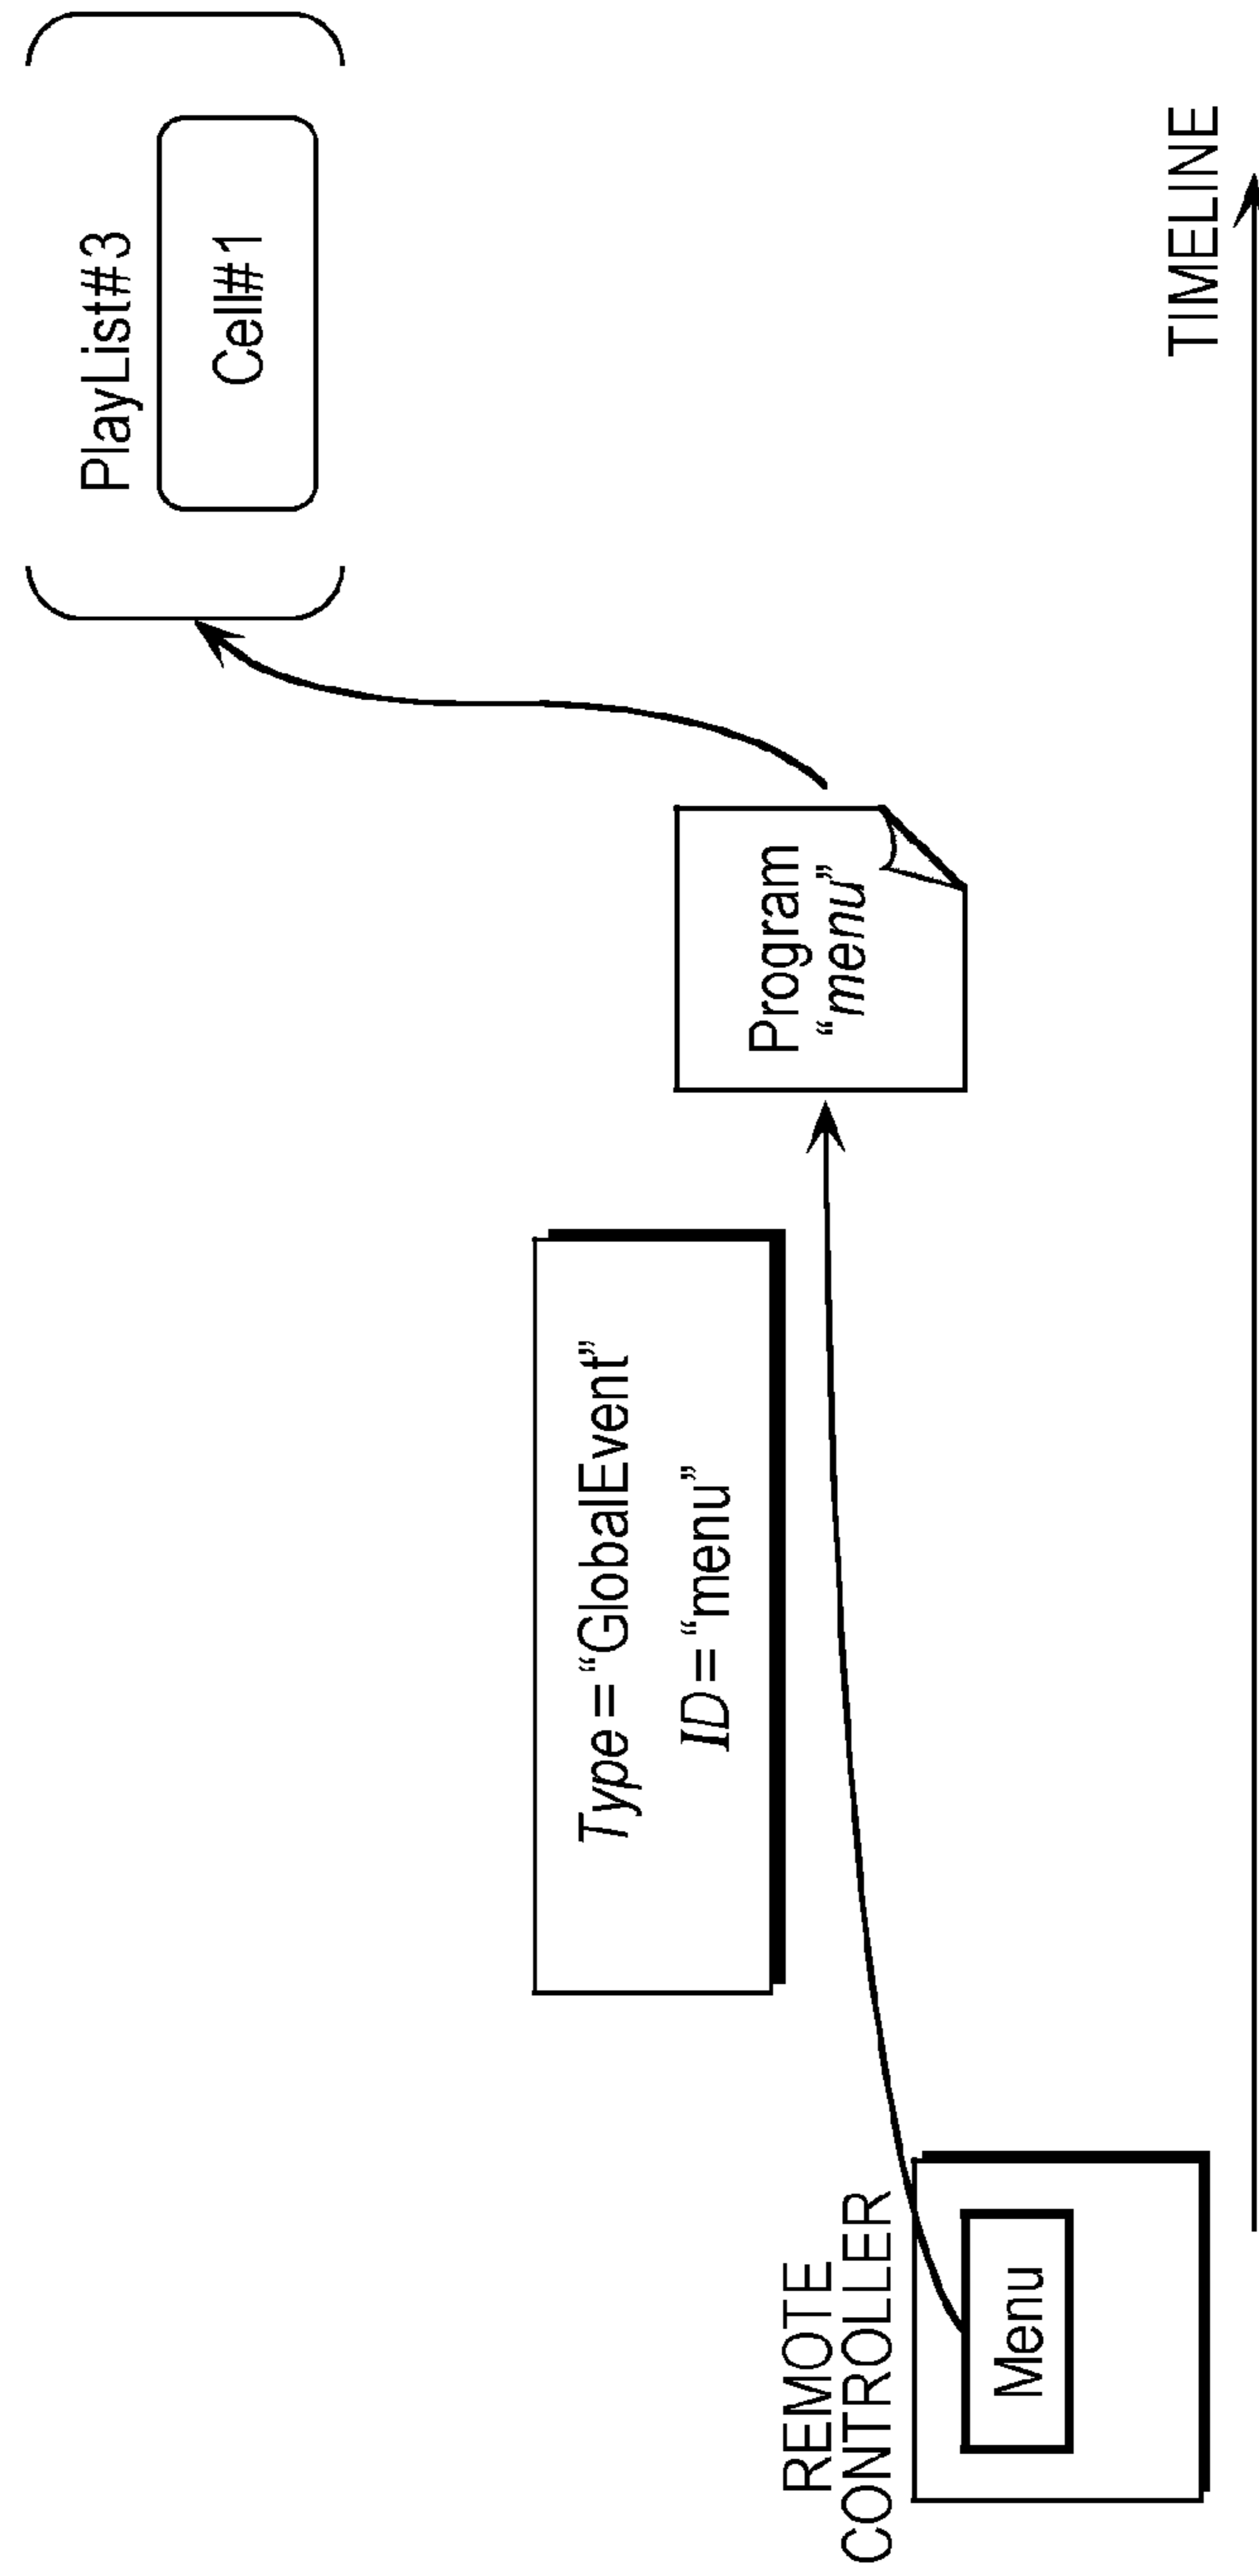 PlayList#3
Cell#1
Type="GlobalEvent"
ID="menu"
Program
“menu”
REMOTE
CONTROLLER
Menu
TIMELINE